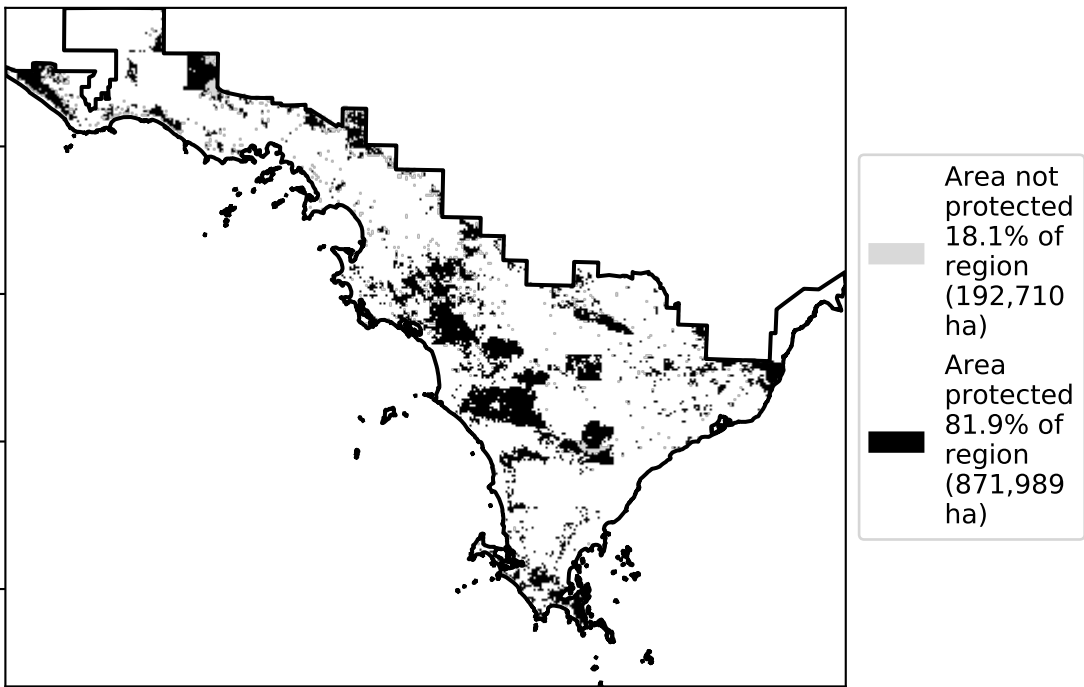 Area not
protected
18.1% of
region
(192,710
ha)
Area
protected
81.9% of
region
(871,989
ha)